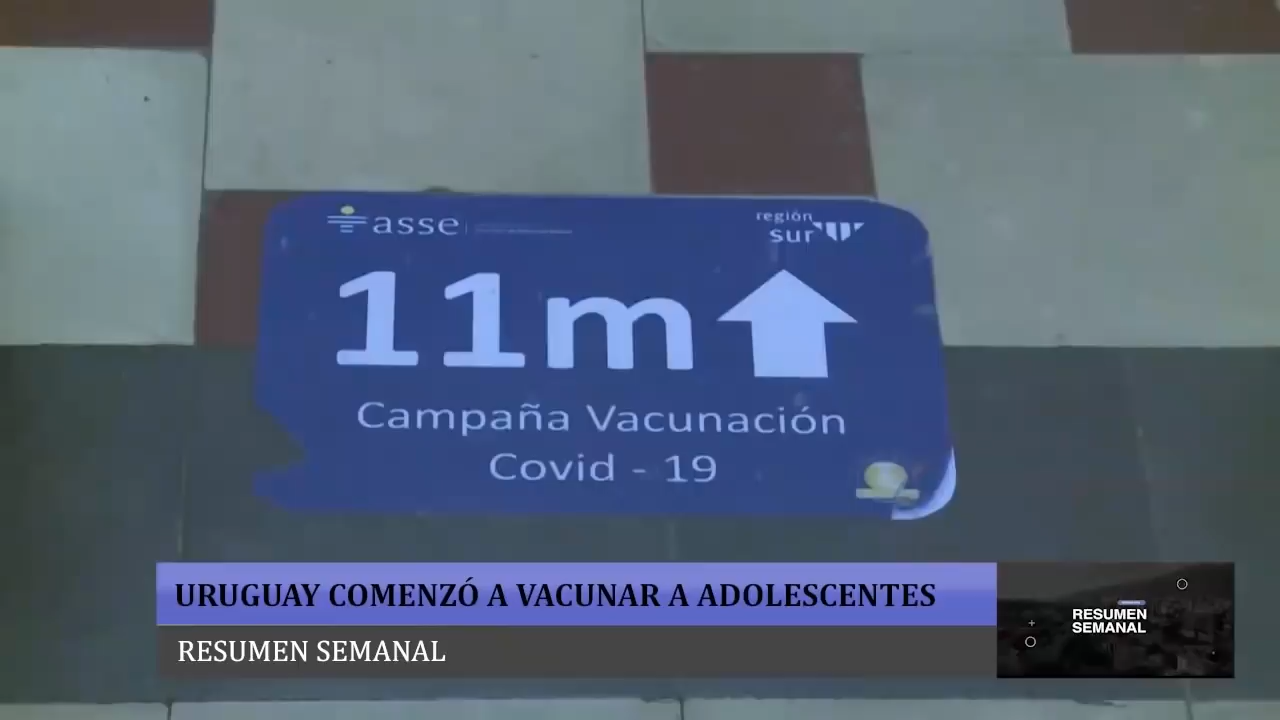 asse
región
sur
11m
Campaña Vacunación
Covid - 19
URUGUAY COMENZÓ A VACUNAR A ADOLESCENTES
RESUMEN SEMANAL
RESUMEN
SEMANAL